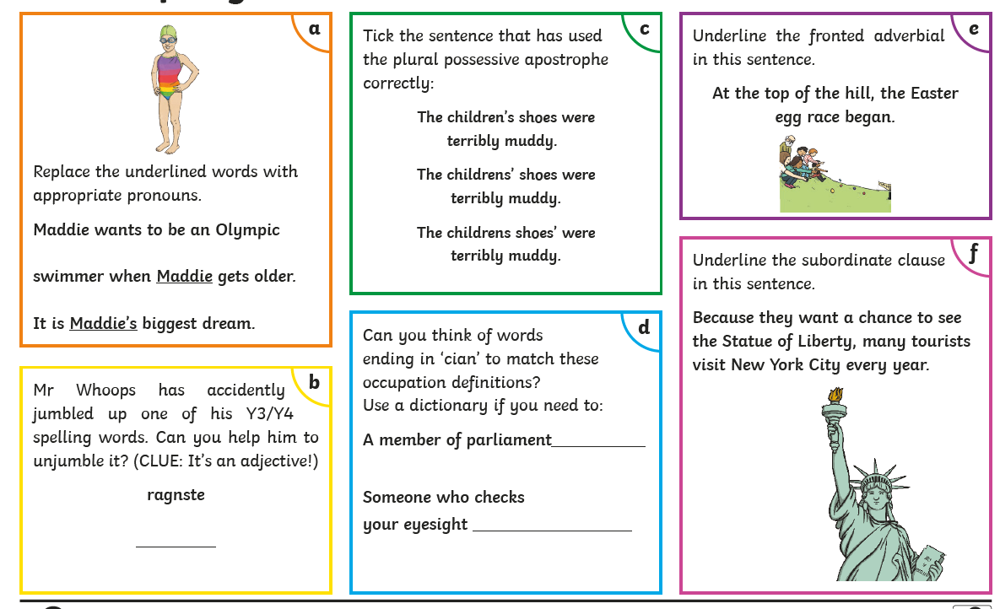 a
Replace the underlined words with
appropriate pronouns.
Maddie wants to be an Olympic
swimmer when Maddie gets older.
It is Maddie's biggest dream.
b
Mr Whoops has accidently
jumbled up one of his Y3/Y4
spelling words. Can you help him to
unjumble it? (CLUE: It's an adjective!)
ragnste
c
Tick the sentence that has used
the plural possessive apostrophe
correctly:
The children's shoes were
terribly muddy.
The childrens' shoes were
terribly muddy.
The childrens shoes' were
terribly muddy.
d
Can you think of words
ending in 'cian' to match these
occupation definitions?
Use a dictionary if you need to:
A member of parliament
Someone who checks
your eyesight
e
Underline the fronted adverbial
in this sentence.
At the top of the hill, the Easter
egg race began.
f
Underline the subordinate clause
in this sentence.
Because they want a chance to see
the Statue of Liberty, many tourists
visit New York City every year.